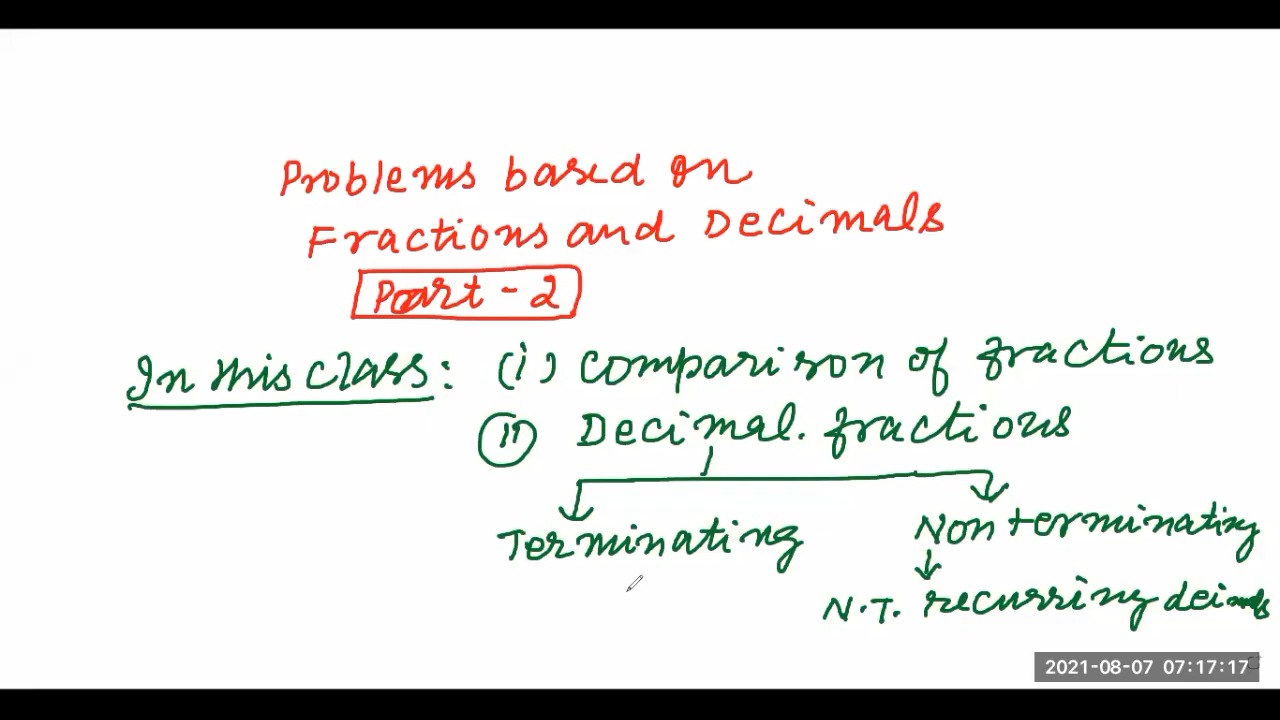 Problems based on
Fractions and Decimals
Part - 2
In this class: (i) Comparison of fractions
(ii) Decimal. fractions
Terminating
Non terminating
N.T. recurring
2021-08-07 07:17:17